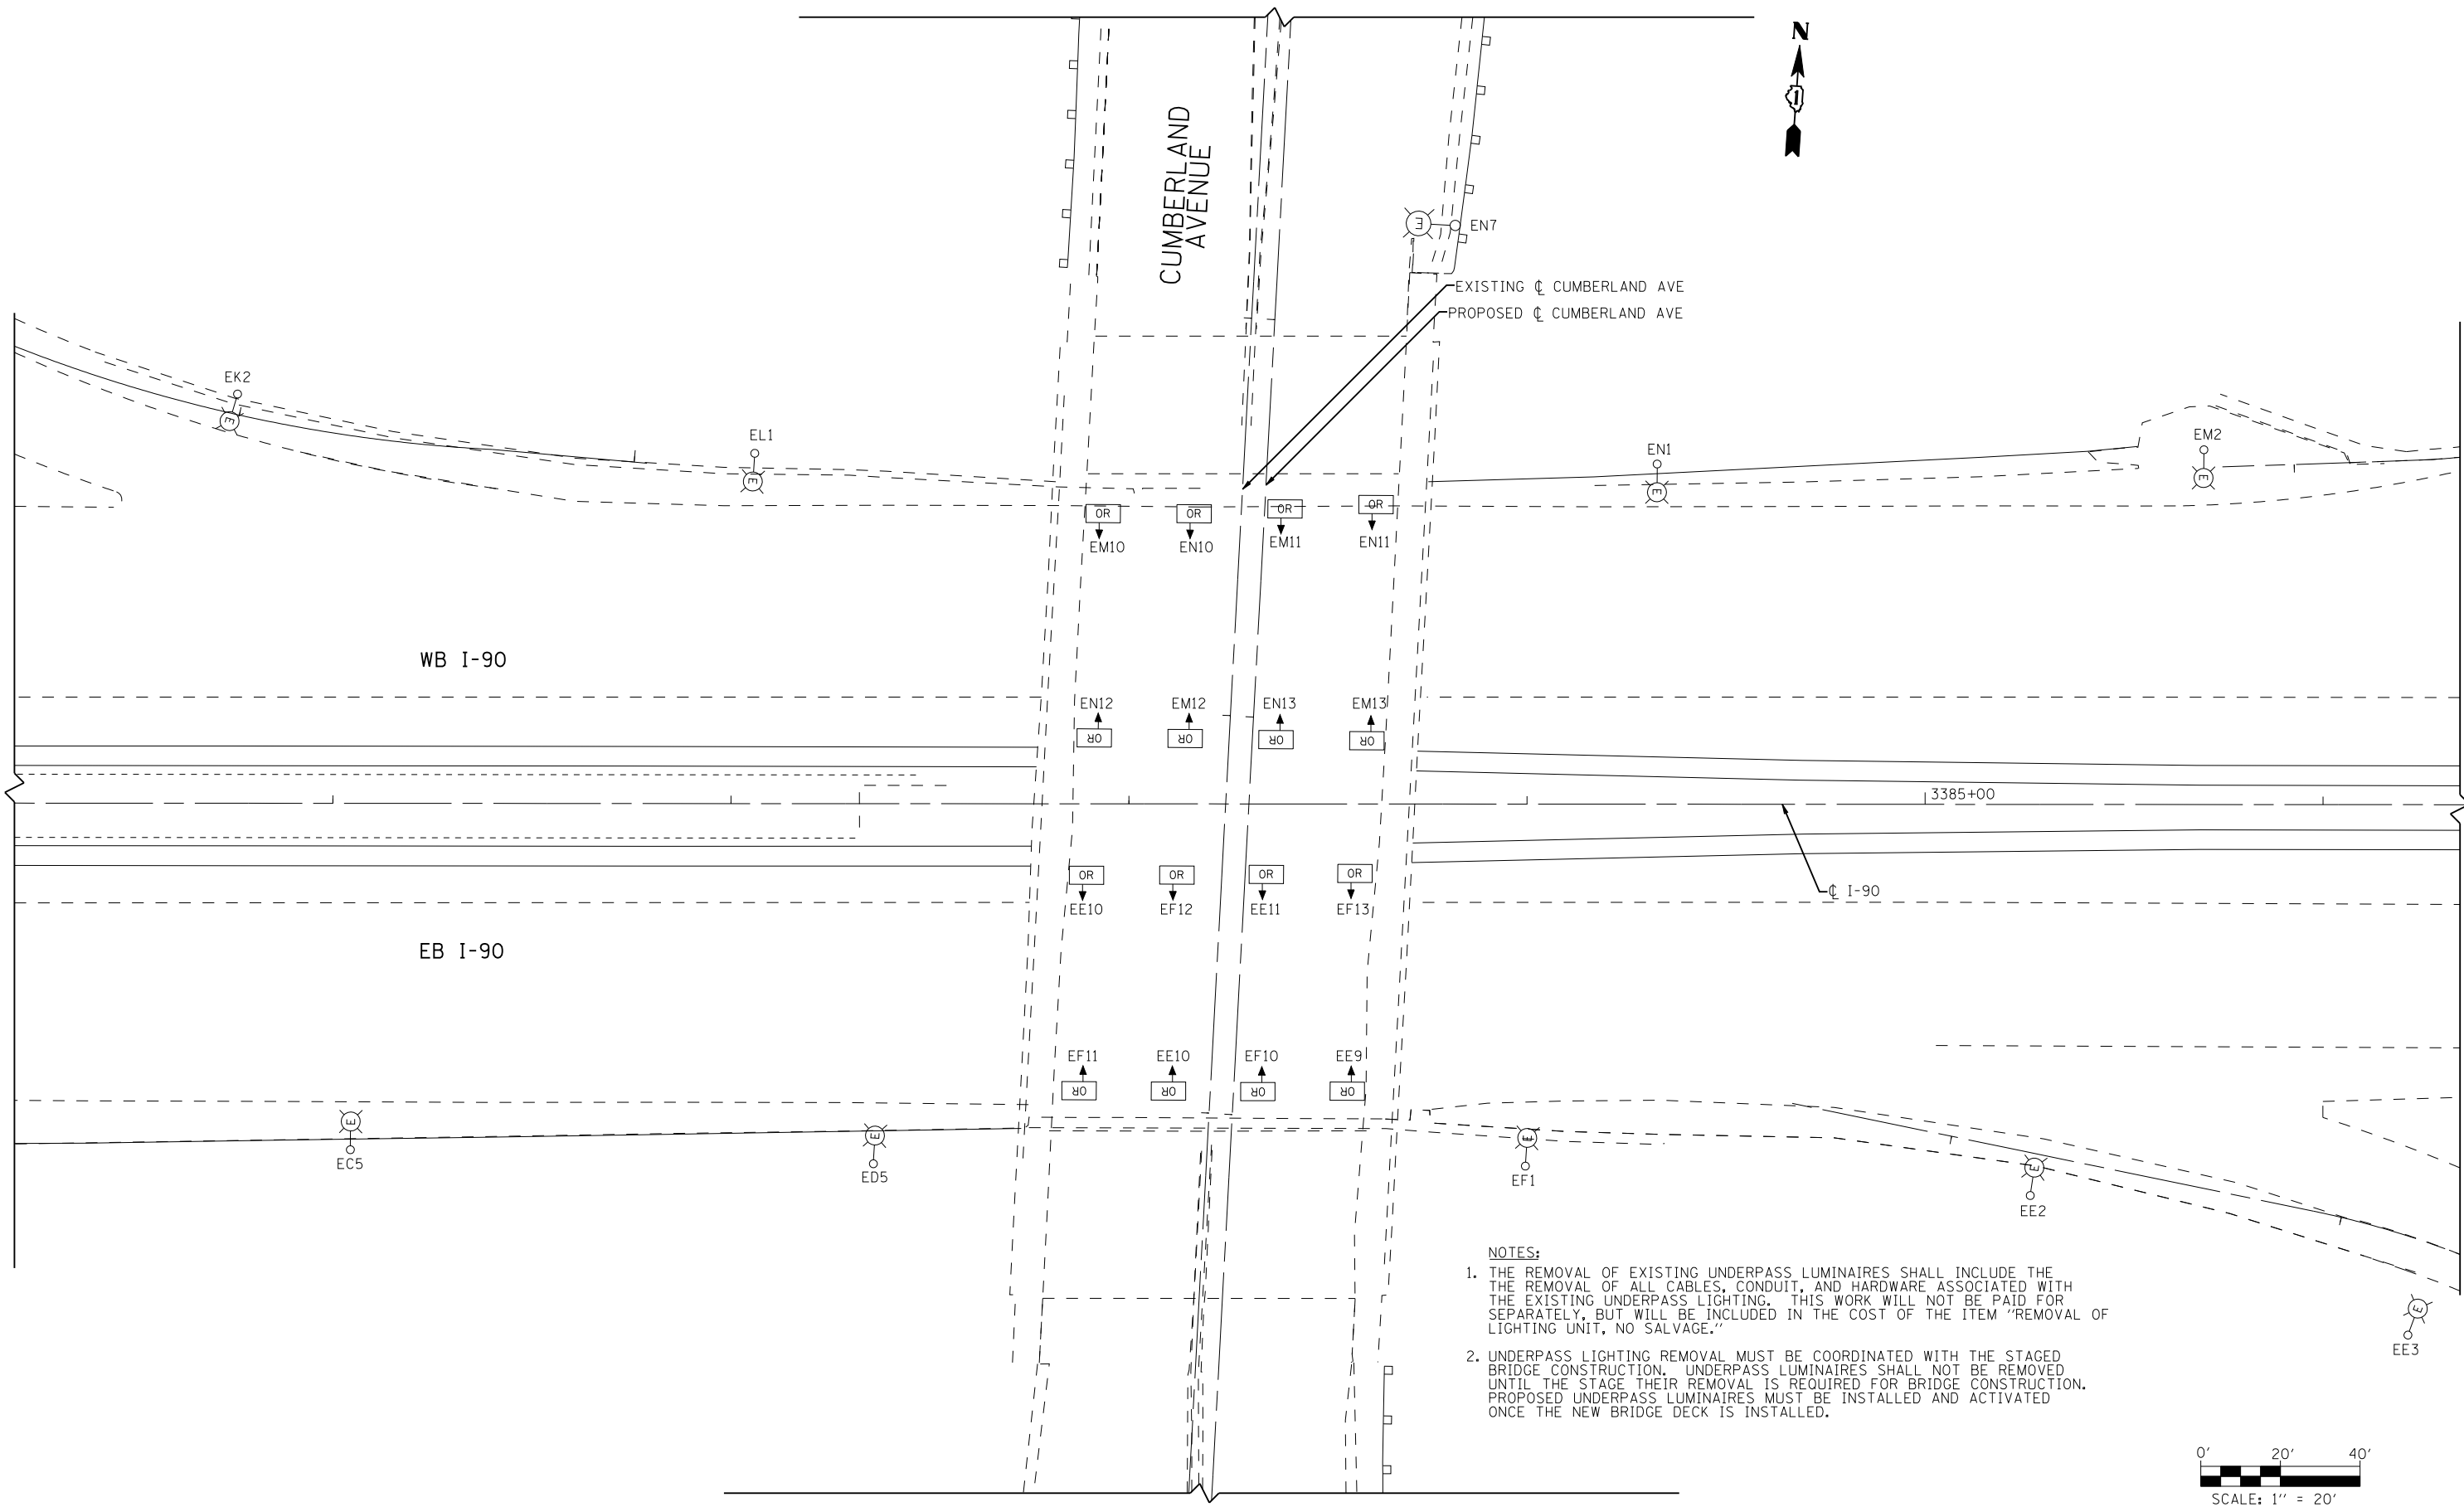 N
1
CUMBERLAND
AVENUE
E
EN7
EXISTING ℄ CUMBERLAND AVE
PROPOSED ℄ CUMBERLAND AVE
EK2
E
EL1
E
EN1
E
EM2
E
OR
OR
OR
OR
EM10
EN10
EM11
EN11
WB I-90
EN12
EM12
EN13
EM13
OR
OR
OR
OR
3385+00
℄ I-90
OR
OR
OR
OR
EE10
EF12
EE11
EF13
EB I-90
EF11
EE10
EF10
EE9
OR
OR
OR
OR
E
EC5
E
ED5
E
EF1
E
EE2
E
EE3
NOTES:
1. THE REMOVAL OF EXISTING UNDERPASS LUMINAIRES SHALL INCLUDE THE
THE REMOVAL OF ALL CABLES, CONDUIT, AND HARDWARE ASSOCIATED WITH
THE EXISTING UNDERPASS LIGHTING. THIS WORK WILL NOT BE PAID FOR
SEPARATELY, BUT WILL BE INCLUDED IN THE COST OF THE ITEM "REMOVAL OF
LIGHTING UNIT, NO SALVAGE."
2. UNDERPASS LIGHTING REMOVAL MUST BE COORDINATED WITH THE STAGED
BRIDGE CONSTRUCTION. UNDERPASS LUMINAIRES SHALL NOT BE REMOVED
UNTIL THE STAGE THEIR REMOVAL IS REQUIRED FOR BRIDGE CONSTRUCTION.
PROPOSED UNDERPASS LUMINAIRES MUST BE INSTALLED AND ACTIVATED
ONCE THE NEW BRIDGE DECK IS INSTALLED.
0' 20' 40'
SCALE: 1" = 20'